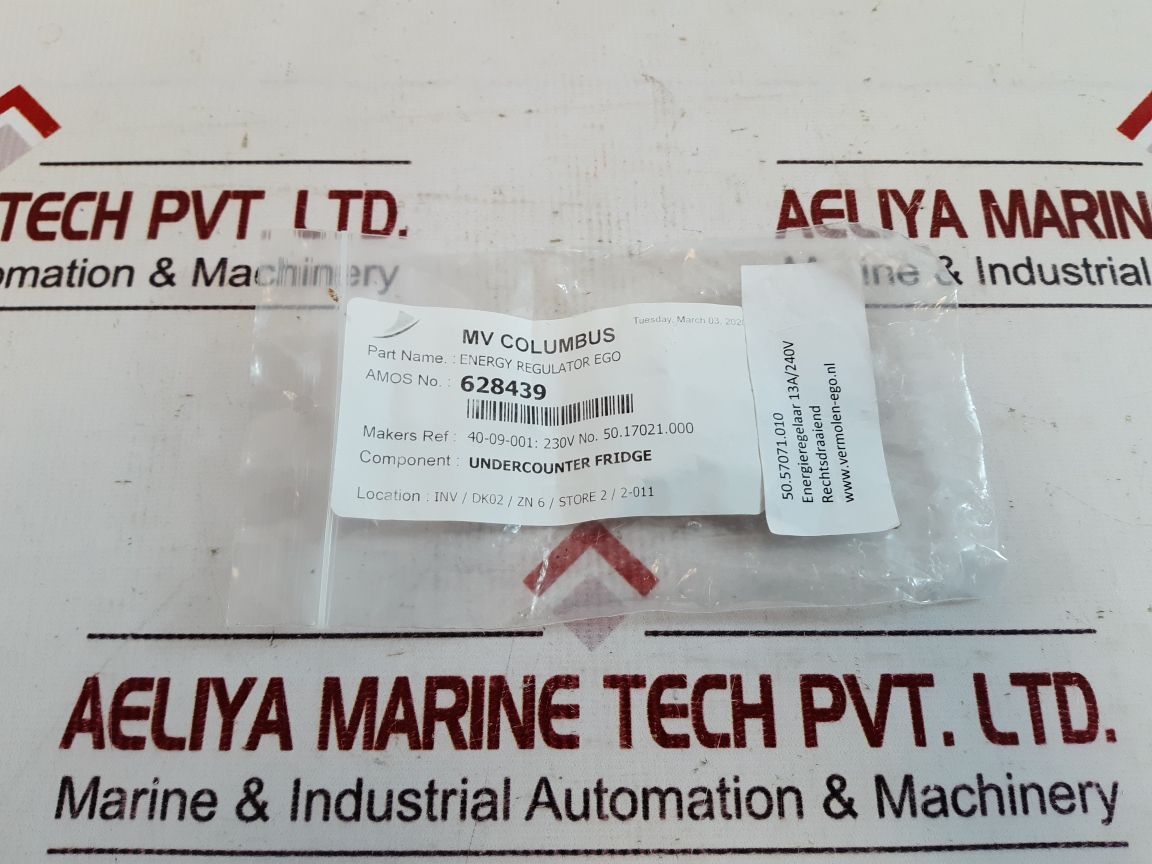 TECH PVT. LTD.
omation & Machinery
AELIYA MARIN
Marine & Industrial
Tuesday, March 03, 2020
MV COLUMBUS
Part Name. : ENERGY REGULATOR EGO
AMOS No. : 628439
Makers Ref : 40-09-001: 230V No. 50.17021.000
Component : UNDERCOUNTER FRIDGE
Location : INV / DK02 / ZN 6 / STORE 2 / 2-011
50.57071.010
Energieregelaar 13A/240V
Rechtsdraaiend
www.vermolen-ego.nl
AELIYA MARINE TECH PVT. LTD.
Marine & Industrial Automation & Machinery